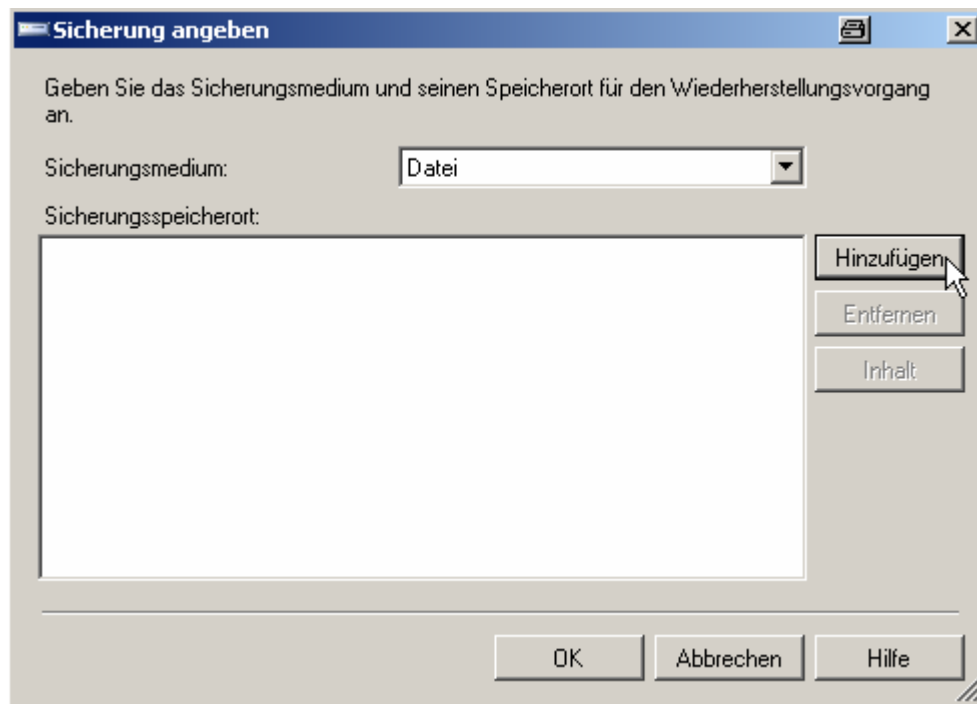 Sicherung angeben
Geben Sie das Sicherungsmedium und seinen Speicherort für den Wiederherstellungsvorgang
an.
Sicherungsmedium:
Datei
Sicherungsspeicherort:
Hinzufügen
Entfernen
Inhalt
OK
Abbrechen
Hilfe